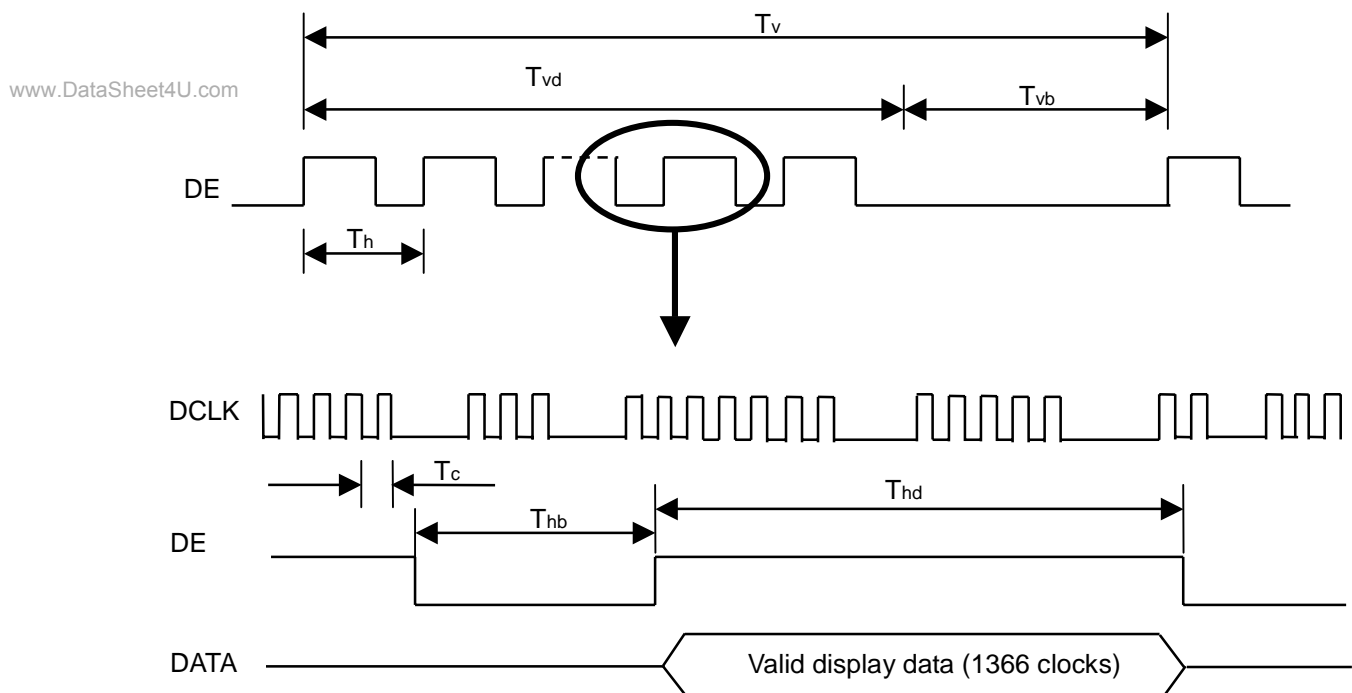 Tv
www.DataSheet4U.com
Tvd
Tvb
DE
Th
DCLK
Tc
Thd
Thb
DE
DATA
Valid display data (1366 clocks)